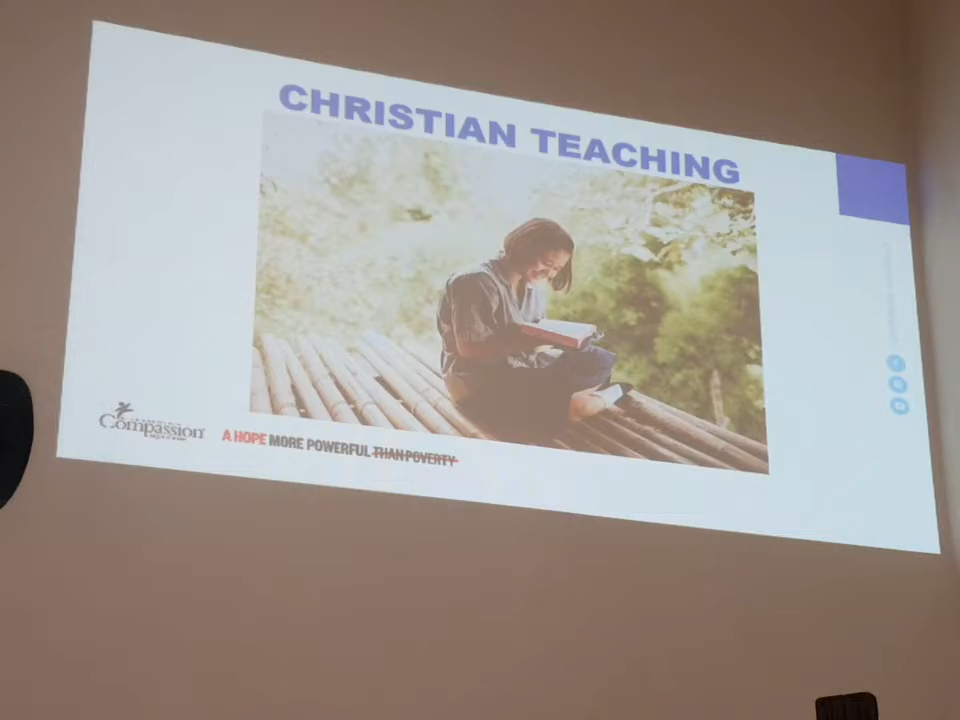 CHRISTIAN TEACHING
Compassion
A HOPE MORE POWERFUL THAN POVERTY